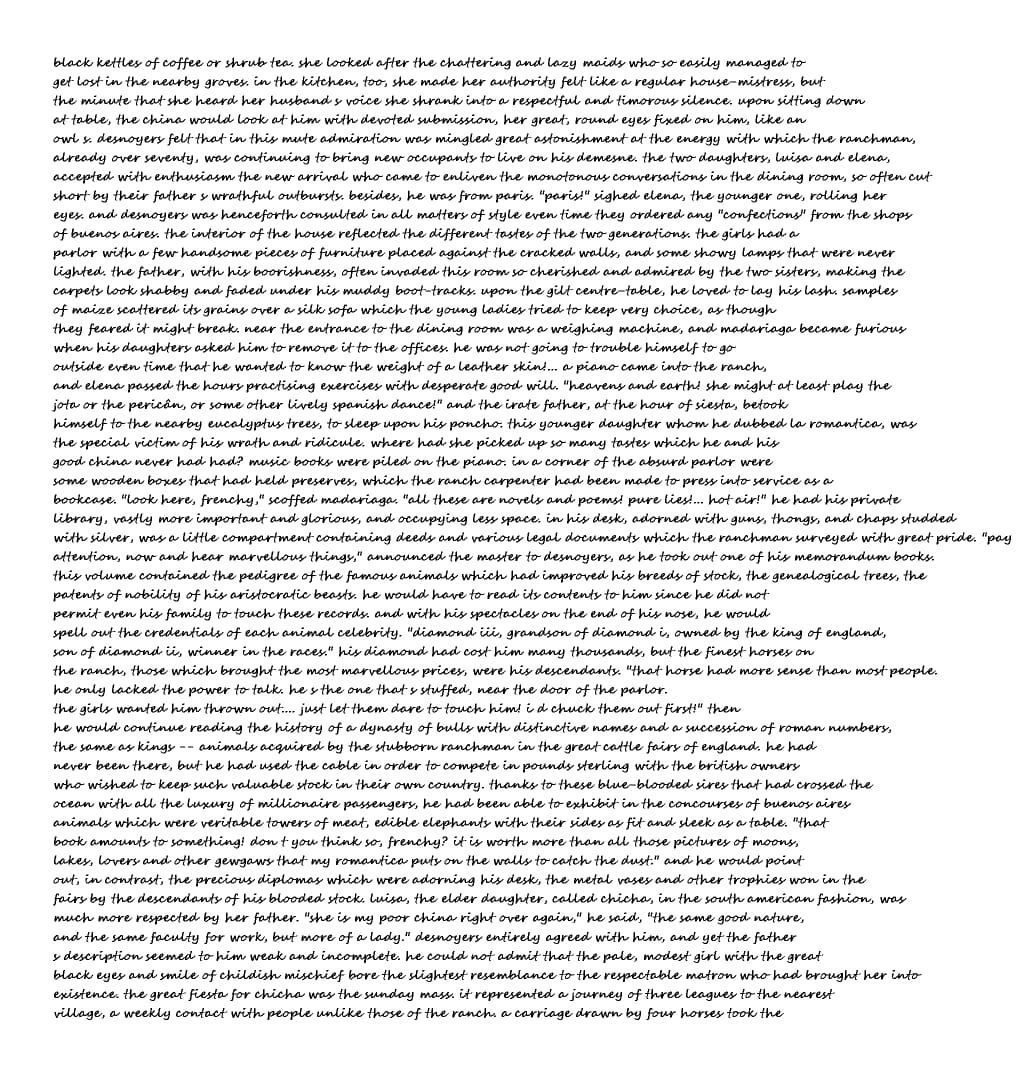 black kettles of coffee or shrub tea. she looked after the chattering and lazy maids who so easily managed to
get lost in the nearby groves. in the kitchen, too, she made her authority felt like a regular house-mistress, but
the minute that she heard her husband s voice she shrank into a respectful and timorous silence. upon sitting down
at table, the china would look at him with devoted submission, her great, round eyes fixed on him, like an
owl s. desnoyers felt that in this mute admiration was mingled great astonishment at the energy with which the ranchman,
already over seventy, was continuing to bring new occupants to live on his demesne. the two daughters, luisa and elena,
accepted with enthusiasm the new arrival who came to enliven the monotonous conversations in the dining room, so often cut
short by their father s wrathful outbursts. besides, he was from paris. "paris!" sighed elena, the younger one, rolling her
eyes. and desnoyers was henceforth consulted in all matters of style even time they ordered any "confections" from the shops
of buenos aires. the interior of the house reflected the different tastes of the two generations. the girls had a
parlor with a few handsome pieces of furniture placed against the cracked walls, and some showy lamps that were never
lighted. the father, with his boorishness, often invaded this room so cherished and admired by the two sisters, making the
carpets look shabby and faded under his muddy boot-tracks. upon the gilt centre-table, he loved to lay his lash. samples
of maize scattered its grains over a silk sofa which the young ladies tried to keep very choice, as though
they feared it might break. near the entrance to the dining room was a weighing machine, and madariaga became furious
when his daughters asked him to remove it to the offices. he was not going to trouble himself to go
outside even time that he wanted to know the weight of a leather skin!... a piano came into the ranch,
and elena passed the hours practising exercises with desperate good will. "heavens and earth! she might at least play the
jota or the pericân, or some other lively spanish dance!" and the irate father, at the hour of siesta, betook
himself to the nearby eucalyptus trees, to sleep upon his poncho. this younger daughter whom he dubbed la romantica, was
the special victim of his wrath and ridicule. where had she picked up so many tastes which he and his
good china never had had? music books were piled on the piano. in a corner of the absurd parlor were
some wooden boxes that had held preserves, which the ranch carpenter had been made to press into service as a
bookcase. "look here, frenchy," scoffed madariaga. "all these are novels and poems! pure lies!... hot air!" he had his private
library, vastly more important and glorious, and occupying less space. in his desk, adorned with guns, thongs, and chaps studded
with silver, was a little compartment containing deeds and various legal documents which the ranchman surveyed with great pride. "pay
attention, now and hear marvellous things," announced the master to desnoyers, as he took out one of his memorandum books.
this volume contained the pedigree of the famous animals which had improved his breeds of stock, the genealogical trees, the
patents of nobility of his aristocratic beasts. he would have to read its contents to him since he did not
permit even his family to touch these records. and with his spectacles on the end of his nose, he would
spell out the credentials of each animal celebrity. "diamond iii, grandson of diamond i, owned by the king of england,
son of diamond ii, winner in the races." his diamond had cost him many thousands, but the finest horses on
the ranch, those which brought the most marvellous prices, were his descendants. "that horse had more sense than most people.
he only lacked the power to talk. he s the one that s stuffed, near the door of the parlor.
the girls wanted him thrown out.... just let them dare to touch him! i d chuck them out first!" then
he would continue reading the history of a dynasty of bulls with distinctive names and a succession of roman numbers,
the same as kings -- animals acquired by the stubborn ranchman in the great cattle fairs of england. he had
never been there, but he had used the cable in order to compete in pounds sterling with the british owners
who wished to keep such valuable stock in their own country. thanks to these blue-blooded sires that had crossed the
ocean with all the luxury of millionaire passengers, he had been able to exhibit in the concourses of buenos aires
animals which were veritable towers of meat, edible elephants with their sides as fit and sleek as a table. "that
book amounts to something! don t you think so, frenchy? it is worth more than all those pictures of moons,
lakes, lovers and other gewgaws that my romantica puts on the walls to catch the dust." and he would point
out, in contrast, the precious diplomas which were adorning his desk, the metal vases and other trophies won in the
fairs by the descendants of his blooded stock. luisa, the elder daughter, called chicha, in the south american fashion, was
much more respected by her father. "she is my poor china right over again," he said, "the same good nature,
and the same faculty for work, but more of a lady." desnoyers entirely agreed with him, and yet the father
s description seemed to him weak and incomplete. he could not admit that the pale, modest girl with the great
black eyes and smile of childish mischief bore the slightest resemblance to the respectable matron who had brought her into
existence. the great fiesta for chicha was the sunday mass. it represented a journey of three leagues to the nearest
village, a weekly contact with people unlike those of the ranch. a carriage drawn by four horses took the